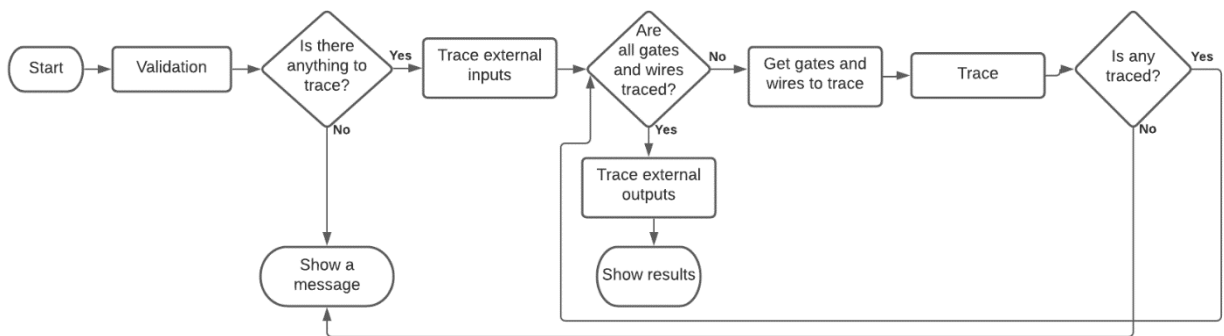 Start
Validation
Is there
anything to
trace?
Yes
No
Trace external
inputs
Are
all gates
and wires
traced?
No
Yes
Get gates and
wires to trace
Trace
Is any
traced?
Yes
No
Trace external
outputs
Show results
Show a
message